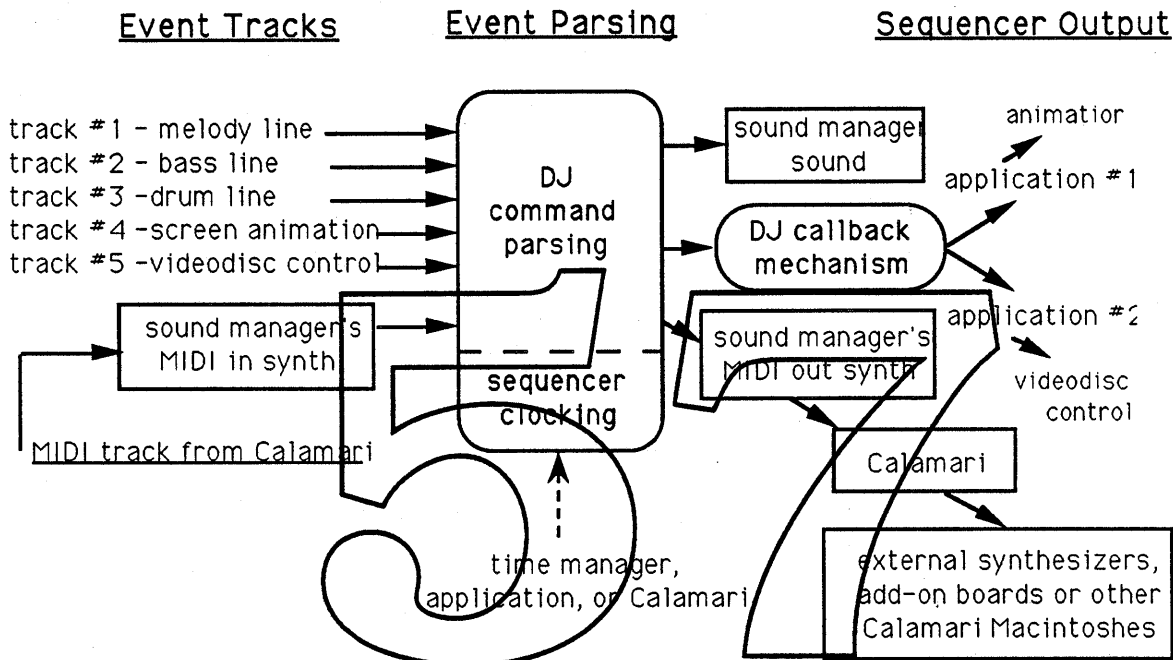 Event Tracks
Event Parsing
Sequencer Output
track #1 - melody line
track #2 - bass line
track #3 -drum line
track #4 -screen animation
track #5 -videodisc control
sound manager's
MIDI in synth
MIDI track from Calamari
DJ
command
parsing
sequencer
clocking
time manager,
application, or Calamari
sound manager
sound
DJ callback
mechanism
sound manager's
MIDI out synth
Calamari
external synthesizers,
add-on boards or other
Calamari Macintoshes
animation
application #1
application #2
videodisc
control
57